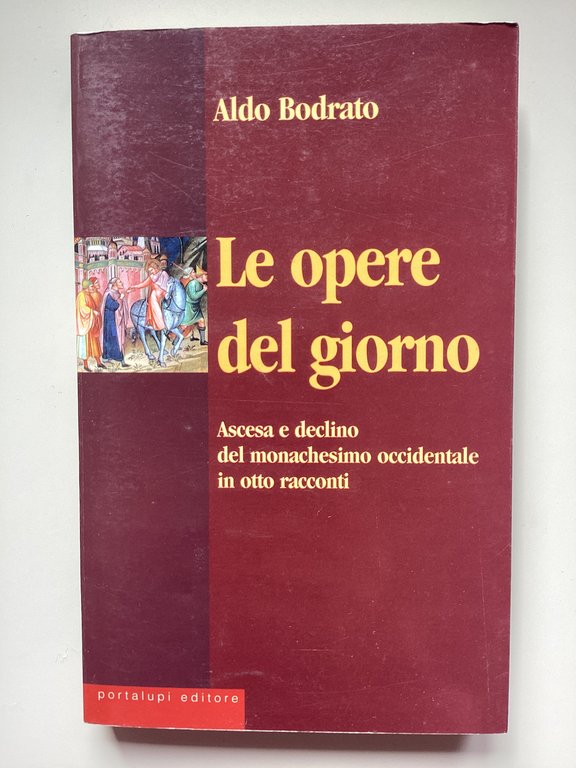 Aldo Bodrato
Le opere
del giorno
Ascesa e declino
del monachesimo occidentale
in otto racconti
portalupi editore